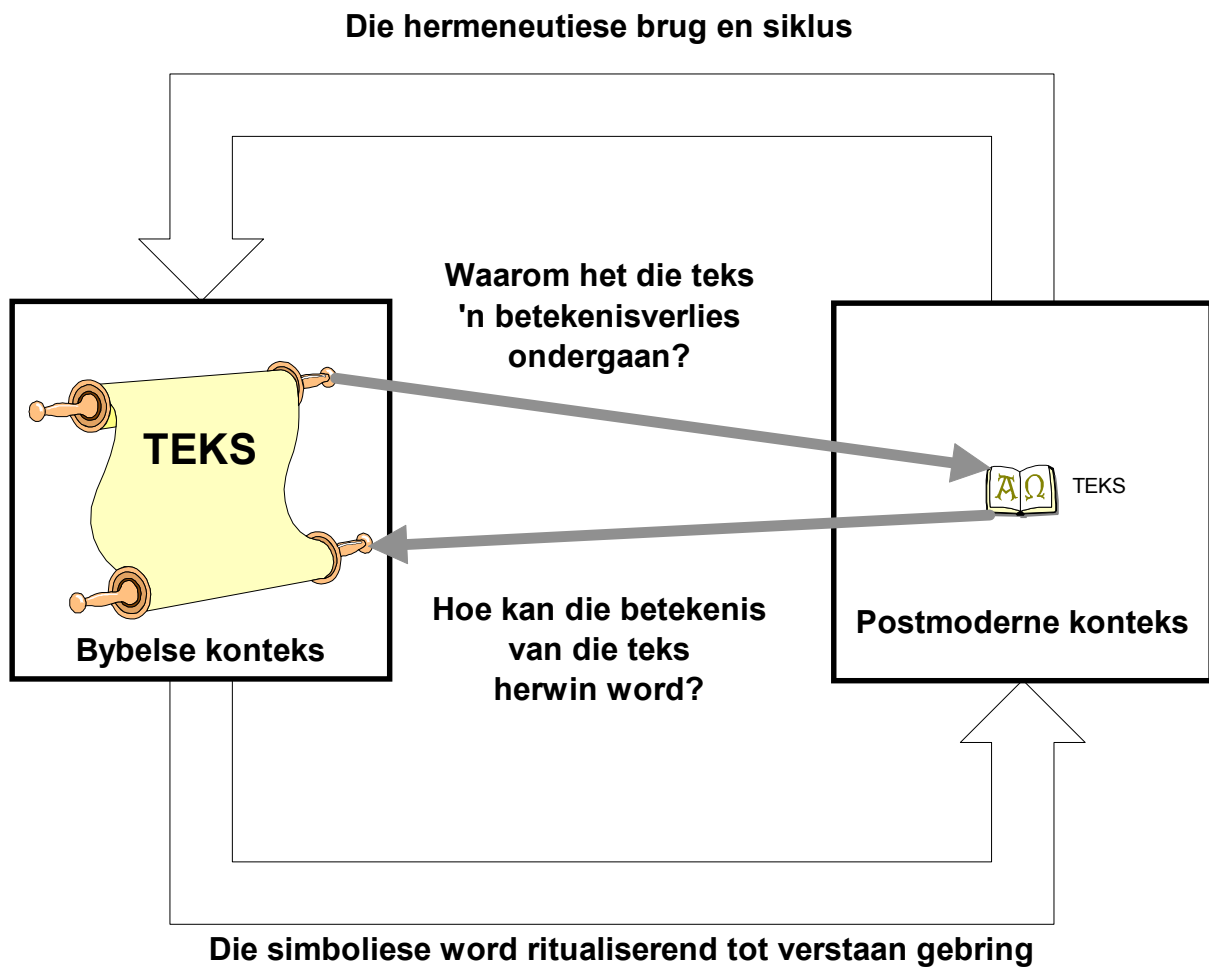 Die hermeneutiese brug en siklus
Waarom het die teks
'n betekenisverlies
ondergaan?
TEKS
ΑΩ TEKS
Hoe kan die betekenis
van die teks
herwin word?
Bybelse konteks
Postmoderne konteks
Die simboliese word ritualiserend tot verstaan gebring